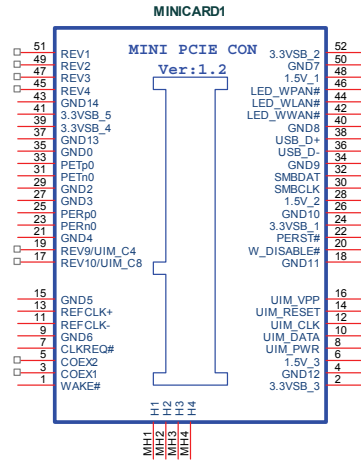 MINICARD1
MINI PCIE CON
Ver:1.2
51 REV1 3.3VSB_2 52
49 REV2 GND7 50
47 REV3 1.5V_1 48
45 REV4 LED_WPAN# 46
43 GND14 LED_WLAN# 44
41 3.3VSB_5 LED_WWAN# 42
39 3.3VSB_4 GND8 40
37 GND13 USB_D+ 38
35 GND0 USB_D- 36
33 PETp0 GND9 34
31 PETn0 SMBDAT 32
29 GND2 SMBCLK 30
27 GND3 1.5V_2 28
25 PERp0 GND10 26
23 PERn0 3.3VSB_1 24
21 GND4 PERST# 22
19 REV9/UIM_C4 W_DISABLE# 20
17 REV10/UIM_C8 GND11 18
15 GND5 UIM_VPP 16
13 REFCLK+ UIM_RESET 14
11 REFCLK- UIM_CLK 12
9 GND6 UIM_DATA 10
7 CLKREQ# UIM_PWR 8
5 COEX2 1.5V_3 6
3 COEX1 GND12 4
1 WAKE# 3.3VSB_3 2
H1 H2 H3 H4
MH1 MH2 MH3 MH4